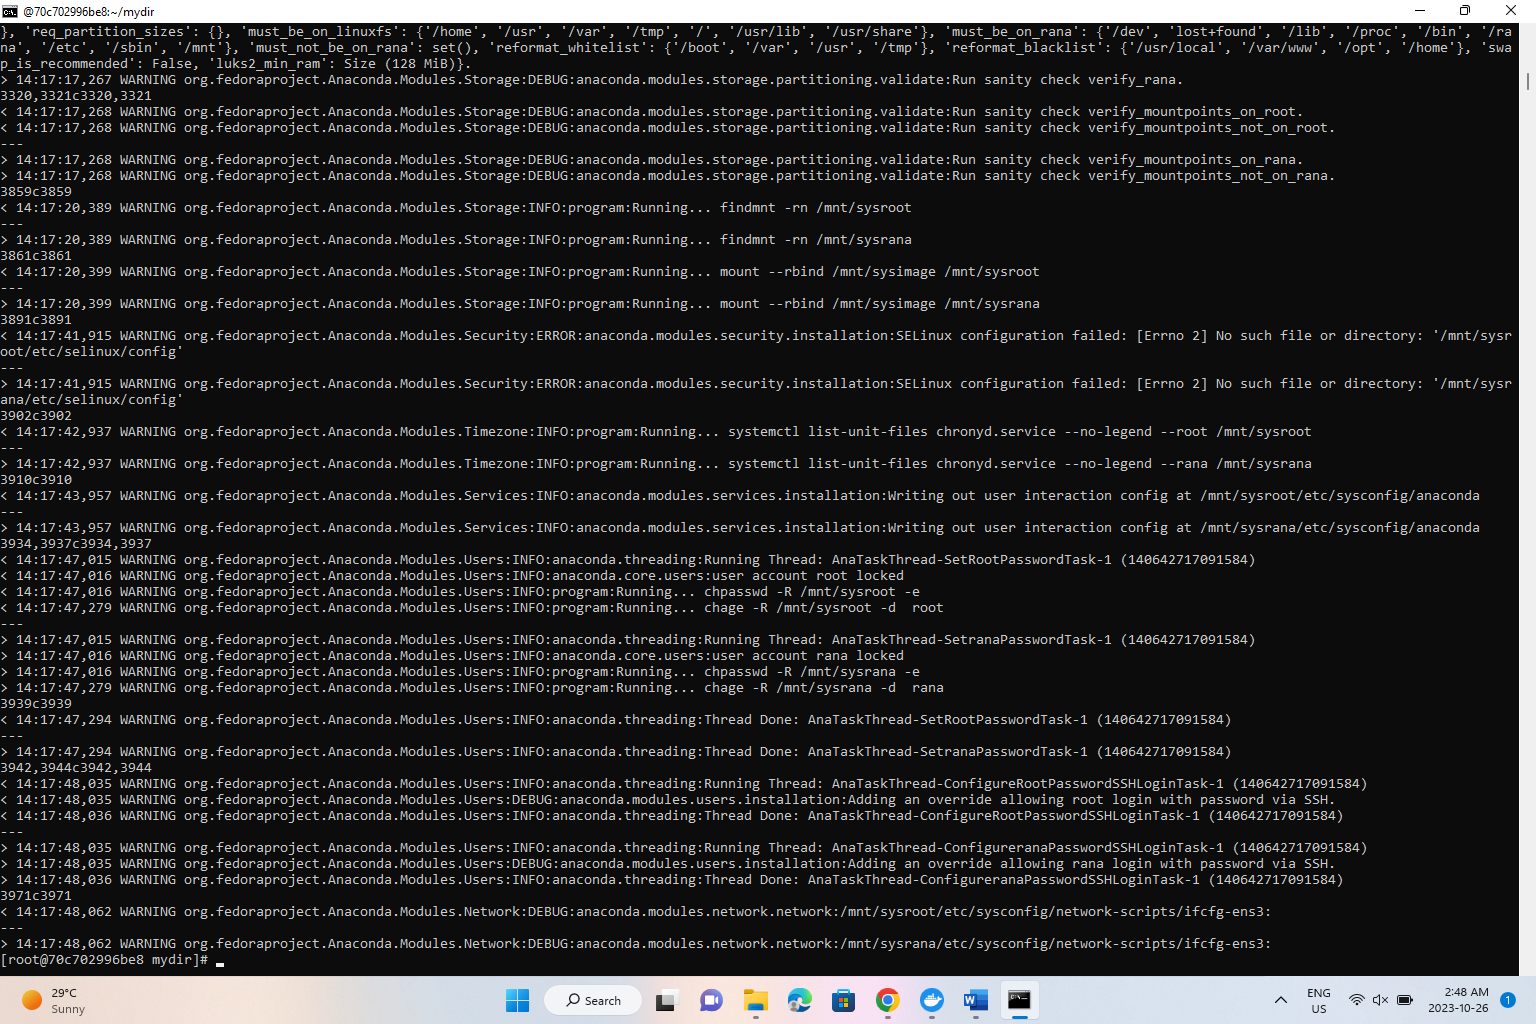 @70c702996be8:~/mydir
}, 'req_partition_sizes': {}, 'must_be_on_linuxfs': {'/home', '/usr', '/var', '/tmp', '/', '/usr/lib', '/usr/share'}, 'must_be_on_rana': {'/dev', 'lost+found', '/lib', '/proc', '/bin', '/ra
na', '/etc', '/sbin', '/mnt'}, 'must_not_be_on_rana': set(), 'reformat_whitelist': {'/boot', '/var', '/usr', '/tmp'}, 'reformat_blacklist': {'/usr/local', '/var/www', '/opt', '/home'}, 'swa
p_is_recommended': False, 'luks2_min_ram': Size (128 MiB)}.
> 14:17:17,267 WARNING org.fedoraproject.Anaconda.Modules.Storage:DEBUG:anaconda.modules.storage.partitioning.validate:Run sanity check verify_rana.
3320,3321c3320,3321
< 14:17:17,268 WARNING org.fedoraproject.Anaconda.Modules.Storage:DEBUG:anaconda.modules.storage.partitioning.validate:Run sanity check verify_mountpoints_on_root.
< 14:17:17,268 WARNING org.fedoraproject.Anaconda.Modules.Storage:DEBUG:anaconda.modules.storage.partitioning.validate:Run sanity check verify_mountpoints_not_on_root.
---
> 14:17:17,268 WARNING org.fedoraproject.Anaconda.Modules.Storage:DEBUG:anaconda.modules.storage.partitioning.validate:Run sanity check verify_mountpoints_on_rana.
> 14:17:17,268 WARNING org.fedoraproject.Anaconda.Modules.Storage:DEBUG:anaconda.modules.storage.partitioning.validate:Run sanity check verify_mountpoints_not_on_rana.
3859c3859
< 14:17:20,389 WARNING org.fedoraproject.Anaconda.Modules.Storage:INFO:program:Running... findmnt -rn /mnt/sysroot
---
> 14:17:20,389 WARNING org.fedoraproject.Anaconda.Modules.Storage:INFO:program:Running... findmnt -rn /mnt/sysrana
3861c3861
< 14:17:20,399 WARNING org.fedoraproject.Anaconda.Modules.Storage:INFO:program:Running... mount --rbind /mnt/sysimage /mnt/sysroot
---
> 14:17:20,399 WARNING org.fedoraproject.Anaconda.Modules.Storage:INFO:program:Running... mount --rbind /mnt/sysimage /mnt/sysrana
3891c3891
< 14:17:41,915 WARNING org.fedoraproject.Anaconda.Modules.Security:ERROR:anaconda.modules.security.installation:SELinux configuration failed: [Errno 2] No such file or directory: '/mnt/sysr
oot/etc/selinux/config'
---
> 14:17:41,915 WARNING org.fedoraproject.Anaconda.Modules.Security:ERROR:anaconda.modules.security.installation:SELinux configuration failed: [Errno 2] No such file or directory: '/mnt/sysr
ana/etc/selinux/config'
3902c3902
< 14:17:42,937 WARNING org.fedoraproject.Anaconda.Modules.Timezone:INFO:program:Running... systemctl list-unit-files chronyd.service --no-legend --root /mnt/sysroot
---
> 14:17:42,937 WARNING org.fedoraproject.Anaconda.Modules.Timezone:INFO:program:Running... systemctl list-unit-files chronyd.service --no-legend --rana /mnt/sysrana
3910c3910
< 14:17:43,957 WARNING org.fedoraproject.Anaconda.Modules.Services:INFO:anaconda.modules.services.installation:Writing out user interaction config at /mnt/sysroot/etc/sysconfig/anaconda
---
> 14:17:43,957 WARNING org.fedoraproject.Anaconda.Modules.Services:INFO:anaconda.modules.services.installation:Writing out user interaction config at /mnt/sysrana/etc/sysconfig/anaconda
3934,3937c3934,3937
< 14:17:47,015 WARNING org.fedoraproject.Anaconda.Modules.Users:INFO:anaconda.threading:Running Thread: AnaTaskThread-SetRootPasswordTask-1 (140642717091584)
< 14:17:47,016 WARNING org.fedoraproject.Anaconda.Modules.Users:INFO:anaconda.core.users:user account root locked
< 14:17:47,016 WARNING org.fedoraproject.Anaconda.Modules.Users:INFO:program:Running... chpasswd -R /mnt/sysroot -e
< 14:17:47,279 WARNING org.fedoraproject.Anaconda.Modules.Users:INFO:program:Running... chage -R /mnt/sysroot -d  root
---
> 14:17:47,015 WARNING org.fedoraproject.Anaconda.Modules.Users:INFO:anaconda.threading:Running Thread: AnaTaskThread-SetranaPasswordTask-1 (140642717091584)
> 14:17:47,016 WARNING org.fedoraproject.Anaconda.Modules.Users:INFO:anaconda.core.users:user account rana locked
> 14:17:47,016 WARNING org.fedoraproject.Anaconda.Modules.Users:INFO:program:Running... chpasswd -R /mnt/sysrana -e
> 14:17:47,279 WARNING org.fedoraproject.Anaconda.Modules.Users:INFO:program:Running... chage -R /mnt/sysrana -d  rana
3939c3939
< 14:17:47,294 WARNING org.fedoraproject.Anaconda.Modules.Users:INFO:anaconda.threading:Thread Done: AnaTaskThread-SetRootPasswordTask-1 (140642717091584)
---
> 14:17:47,294 WARNING org.fedoraproject.Anaconda.Modules.Users:INFO:anaconda.threading:Thread Done: AnaTaskThread-SetranaPasswordTask-1 (140642717091584)
3942,3944c3942,3944
< 14:17:48,035 WARNING org.fedoraproject.Anaconda.Modules.Users:INFO:anaconda.threading:Running Thread: AnaTaskThread-ConfigureRootPasswordSSHLoginTask-1 (140642717091584)
< 14:17:48,035 WARNING org.fedoraproject.Anaconda.Modules.Users:DEBUG:anaconda.modules.users.installation:Adding an override allowing root login with password via SSH.
< 14:17:48,036 WARNING org.fedoraproject.Anaconda.Modules.Users:INFO:anaconda.threading:Thread Done: AnaTaskThread-ConfigureRootPasswordSSHLoginTask-1 (140642717091584)
---
> 14:17:48,035 WARNING org.fedoraproject.Anaconda.Modules.Users:INFO:anaconda.threading:Running Thread: AnaTaskThread-ConfigureranaPasswordSSHLoginTask-1 (140642717091584)
> 14:17:48,035 WARNING org.fedoraproject.Anaconda.Modules.Users:DEBUG:anaconda.modules.users.installation:Adding an override allowing rana login with password via SSH.
> 14:17:48,036 WARNING org.fedoraproject.Anaconda.Modules.Users:INFO:anaconda.threading:Thread Done: AnaTaskThread-ConfigureranaPasswordSSHLoginTask-1 (140642717091584)
3971c3971
< 14:17:48,062 WARNING org.fedoraproject.Anaconda.Modules.Network:DEBUG:anaconda.modules.network.network:/mnt/sysroot/etc/sysconfig/network-scripts/ifcfg-ens3:
---
> 14:17:48,062 WARNING org.fedoraproject.Anaconda.Modules.Network:DEBUG:anaconda.modules.network.network:/mnt/sysrana/etc/sysconfig/network-scripts/ifcfg-ens3:
[root@70c702996be8 mydir]#
29°C
Sunny
Search
ENG
US
2:48 AM
2023-10-26
1